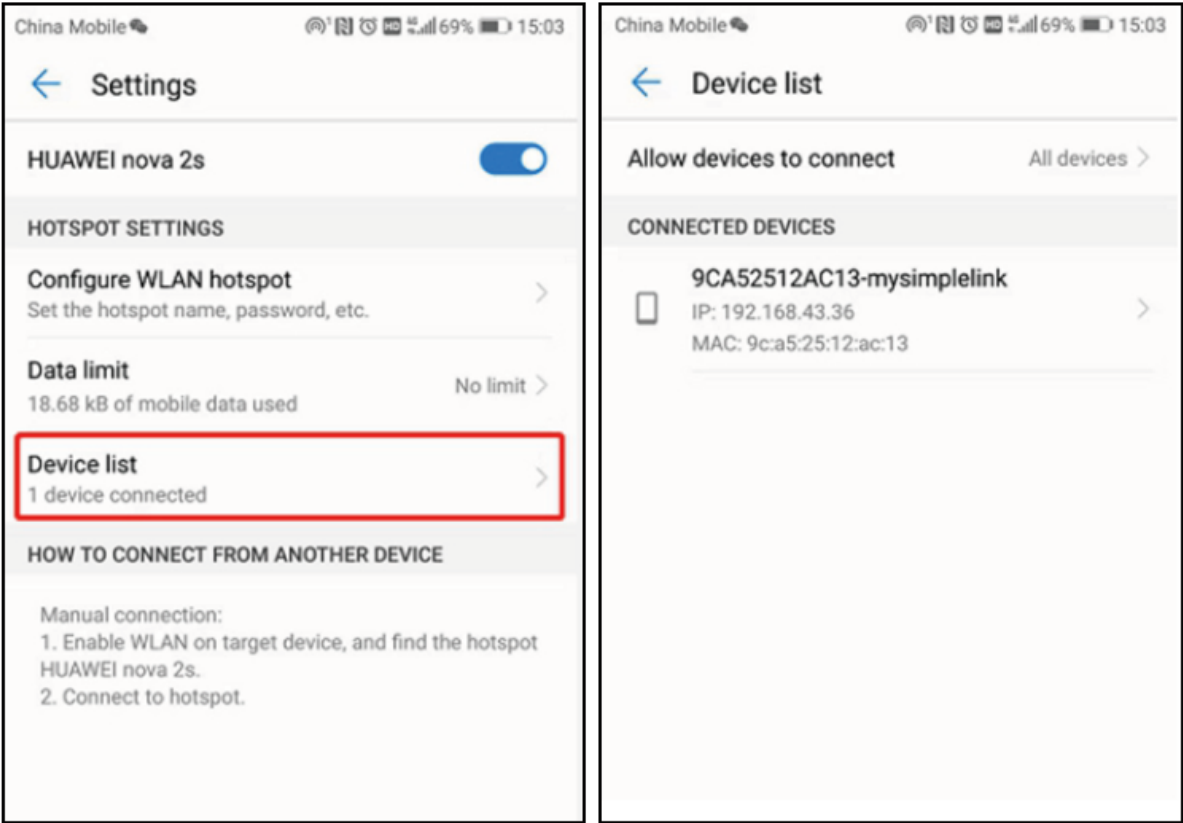 China Mobile 69% 15:03
Settings
HUAWEI nova 2s
HOTSPOT SETTINGS
Configure WLAN hotspot
Set the hotspot name, password, etc.
Data limit
No limit
18.68 kB of mobile data used
Device list
1 device connected
HOW TO CONNECT FROM ANOTHER DEVICE
Manual connection:
1. Enable WLAN on target device, and find the hotspot
HUAWEI nova 2s.
2. Connect to hotspot.
China Mobile 69% 15:03
Device list
Allow devices to connect All devices
CONNECTED DEVICES
9CA52512AC13-mysimplelink
IP: 192.168.43.36
MAC: 9c:a5:25:12:ac:13